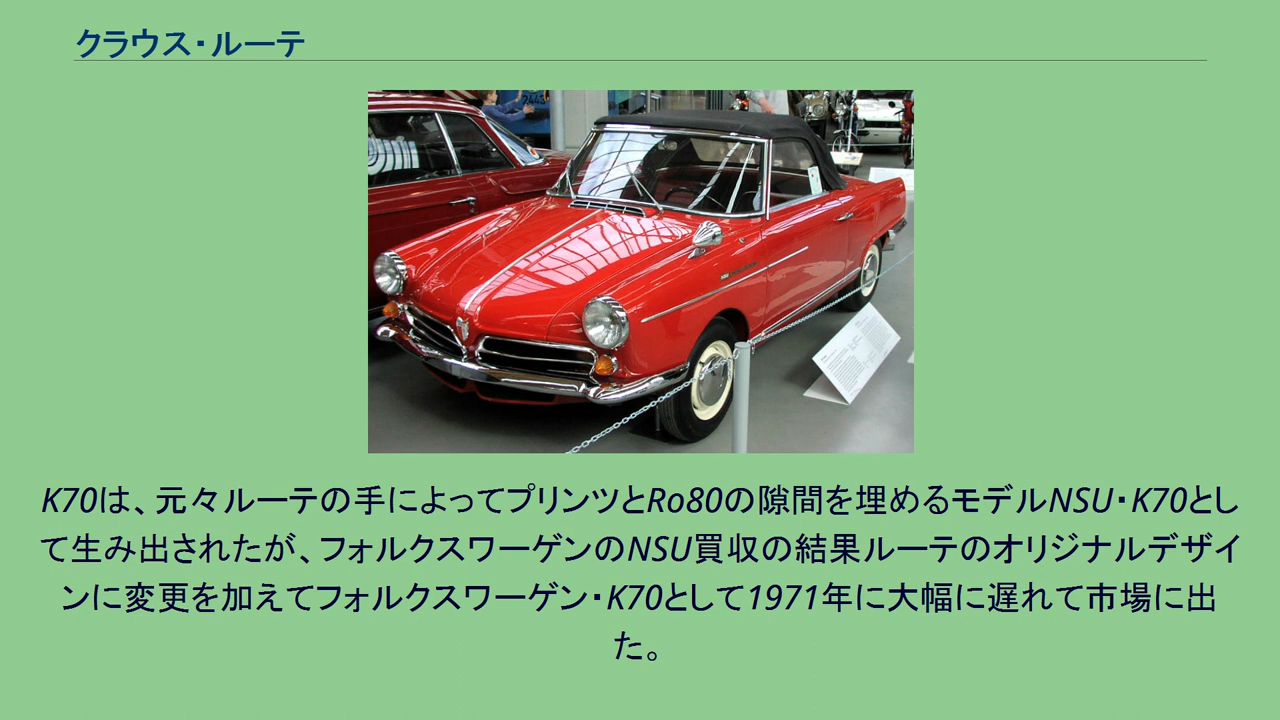 クラウス・ルーテ
K70は、元々ルーテの手によってプリンツとRo80の隙間を埋めるモデルNSU・K70とし
て生み出されたが、フォルクスワーゲンのNSU買収の結果ルーテのオリジナルデザイ
ンに変更を加えてフォルクスワーゲン・K70として1971年に大幅に遅れて市場に出
た。